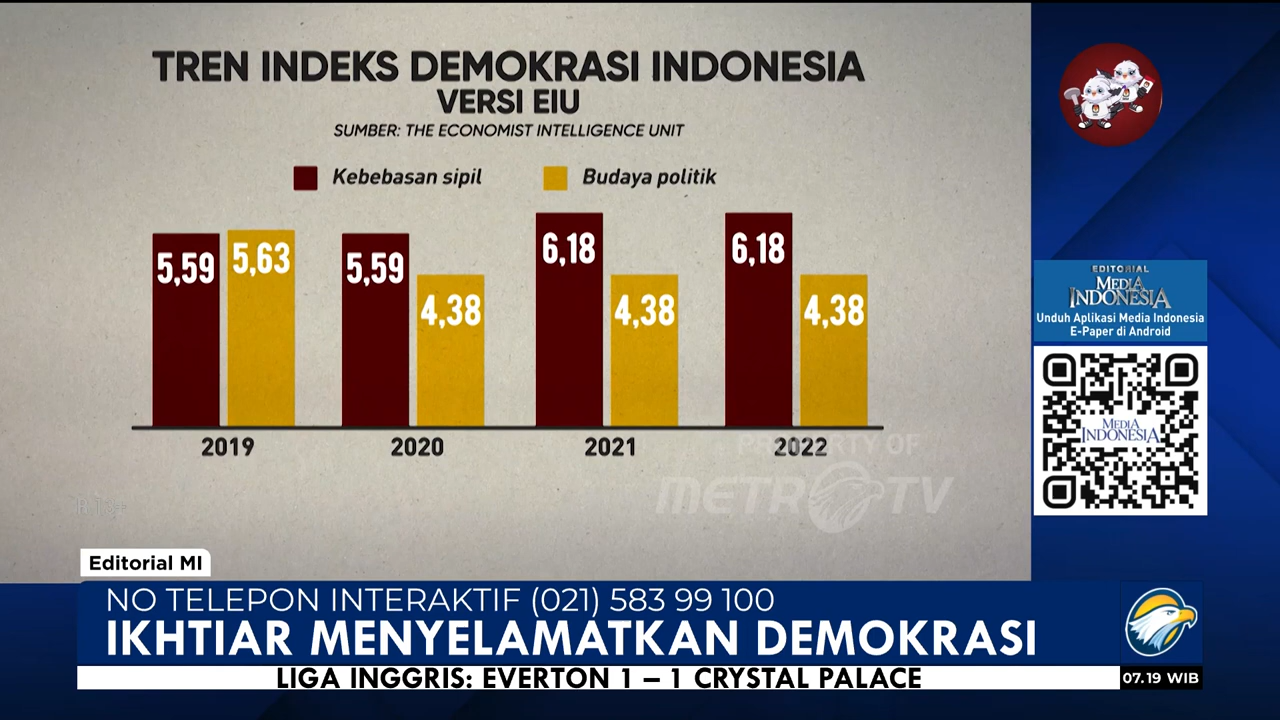 TREN INDEKS DEMOKRASI INDONESIA
VERSI EIU
SUMBER: THE ECONOMIST INTELLIGENCE UNIT
Kebebasan sipil
Budaya politik
5,59
5,63
5,59
4,38
6,18
4,38
6,18
4,38
2019
2020
2021
2022
PROPERTY OF
METRO TV
EDITORIAL
MEDIA
INDONESIA
Unduh Aplikasi Media Indonesia
E-Paper di Android
MEDIA
INDONESIA
Editorial MI
NO TELEPON INTERAKTIF (021) 583 99 100
IKHTIAR MENYELAMATKAN DEMOKRASI
LIGA INGGRIS: EVERTON 1 – 1 CRYSTAL PALACE
07.19 WIB